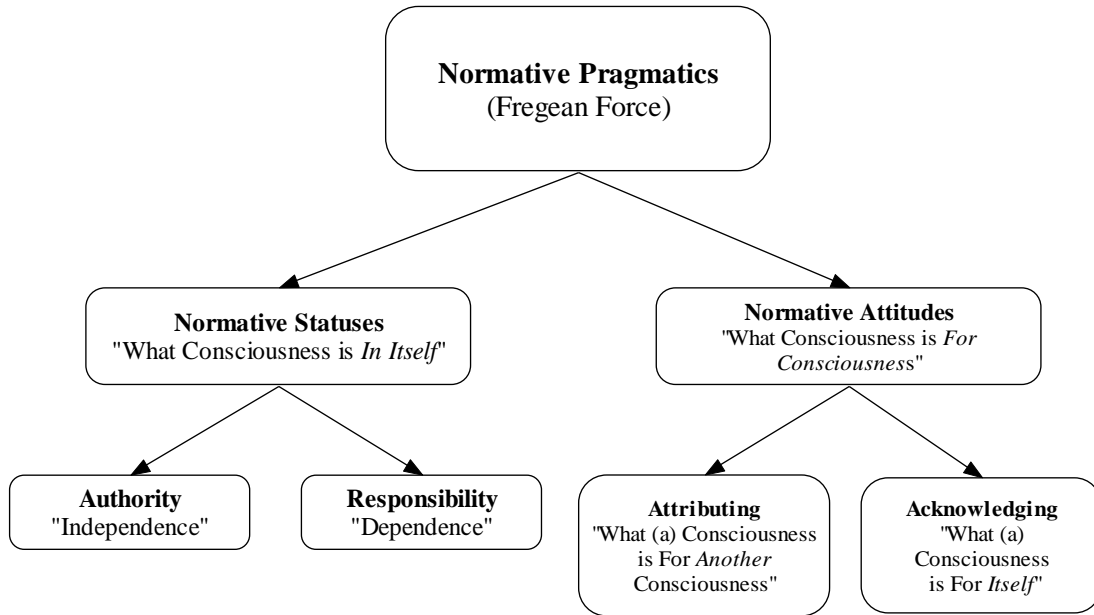 Normative Pragmatics
(Fregean Force)
Normative Statuses
"What Consciousness is In Itself"
Normative Attitudes
"What Consciousness is For
Consciousness"
Authority
"Independence"
Responsibility
"Dependence"
Attributing
"What (a) Consciousness
is For Another
Consciousness"
Acknowledging
"What (a)
Consciousness
is For Itself"